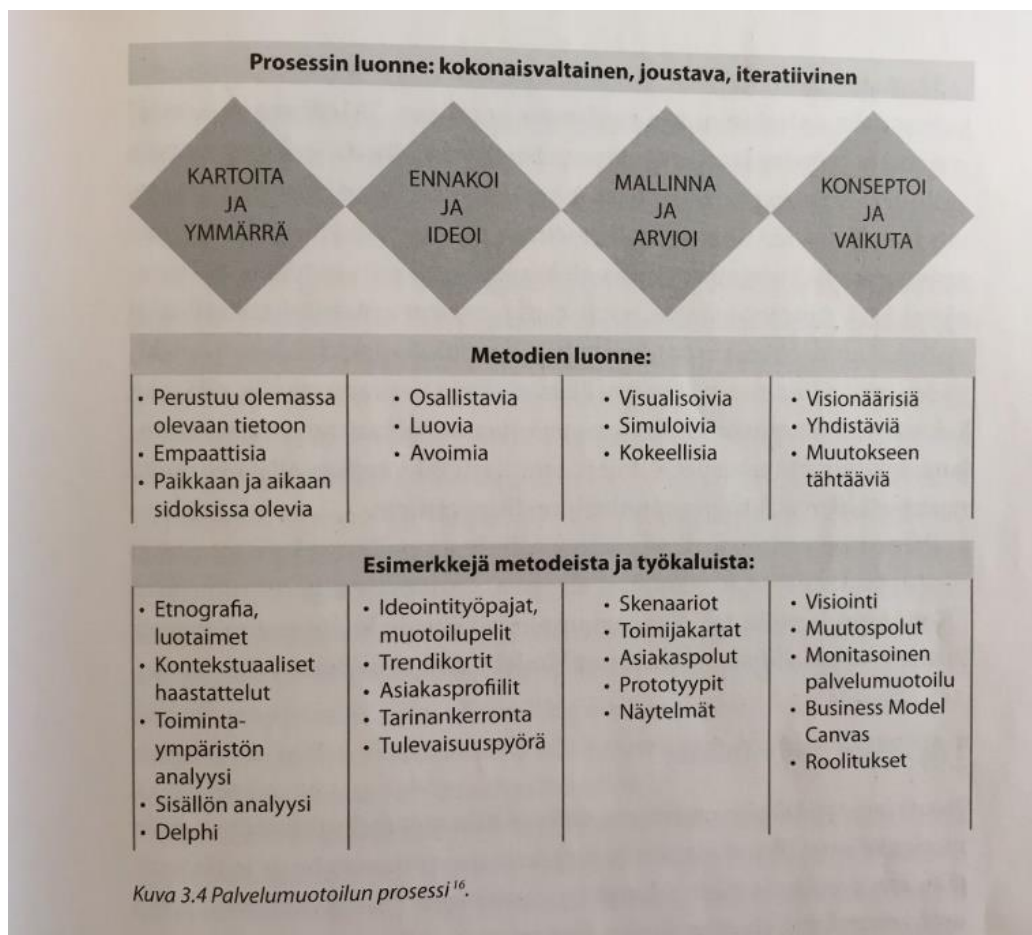 Prosessin luonne: kokonaisvaltainen, joustava, iteratiivinen
KARTOITA
JA
YMMÄRRÄ
ENNAKOI
JA
IDEOI
MALLINNA
JA
ARVIOI
KONSEPTOI
JA
VAIKUTA
Metodien luonne:
• Perustuu olemassa
olevaan tietoon
• Empaattisia
• Paikkaan ja aikaan
sidoksissa olevia
• Osallistavia
• Luovia
• Avoimia
• Visualisoivia
• Simuloivia
• Kokeellisia
• Visionäärisiä
• Yhdistäviä
• Muutokseen
tähtääviä
Esimerkkejä metodeista ja työkaluista:
• Etnografia,
luotaimet
• Kontekstuaaliset
haastattelut
• Toiminta-
ympäristön
analyysi
• Sisällön analyysi
• Delphi
• Ideointityöpajat,
muotoilupelit
• Trendikortit
• Asiakasprofiilit
• Tarinankerronta
• Tulevaisuuspyörä
• Skenaariot
• Toimijakartat
• Asiakaspolut
• Prototyypit
• Näytelmät
• Visiointi
• Muutospolut
• Monitasoinen
palvelumuotoilu
• Business Model
Canvas
• Roolitukset
Kuva 3.4 Palvelumuotoilun prosessi ¹⁶.